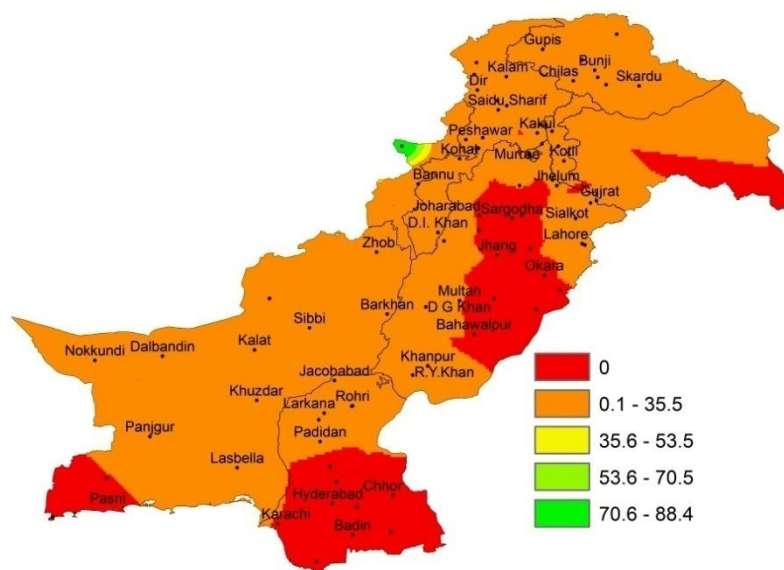 Gupis
Bunji
Kalam
Chilas
Skardu
Dir
Saidu Sharif
Kakul
Peshawar
Kohat
Murree
Kotli
Bannu
Jhelum
Gujrat
Joharabad
Sargodha
Sialkot
D.I. Khan
Lahore
Zhob
Jhang
Okara
Multan
Barkhan
D G Khan
Sibbi
Bahawalpur
Nokkundi
Dalbandin
Kalat
Khanpur
R.Y.Khan
Jacobabad
Khuzdar
Larkana
Rohri
Panjgur
Padidan
Lasbella
Pasni
Hyderabad
Chhor
Karachi
Badin
0
0.1 - 35.5
35.6 - 53.5
53.6 - 70.5
70.6 - 88.4